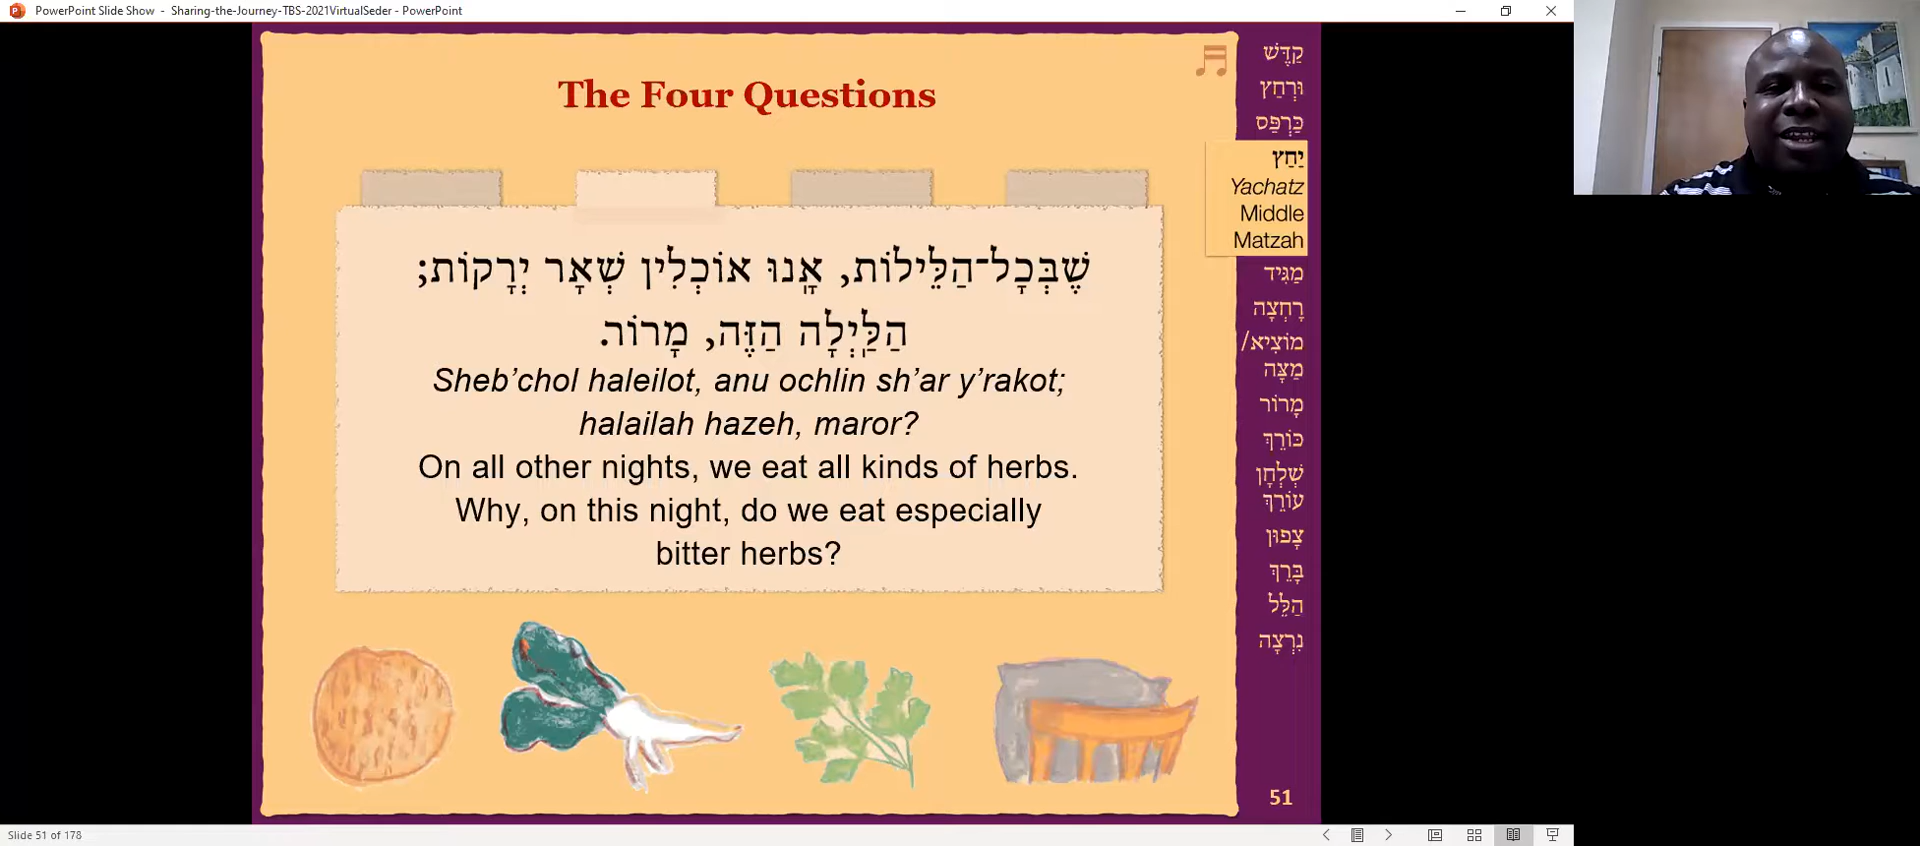 PowerPoint Slide Show - Sharing-the-Journey-TBS-2021VirtualSeder - PowerPoint
The Four Questions
שֶׁבְּכָל־הַלֵּילוֹת, אָֽנוּ אוֹכְלִין שְׁאָר יְרָקוֹת;
הַלַּֽיְלָה הַזֶּה, מָרוֹר.
Sheb’chol haleilot, anu ochlin sh’ar y’rakot;
halailah hazeh, maror?
On all other nights, we eat all kinds of herbs.
Why, on this night, do we eat especially
bitter herbs?
קַדֶּשׁ
וּרְחַץ
כַּרְפַּס
יַחַץ
Yachatz
Middle
Matzah
מַגִּיד
רָחְצָה
מוֹצִיא/
מַצָּה
מָרוֹר
כּוֹרֵךְ
שֻׁלְחָן
עוֹרֵךְ
צָפוּן
בָּרֵךְ
הַלֵּל
נִרְצָה
51
Slide 51 of 178